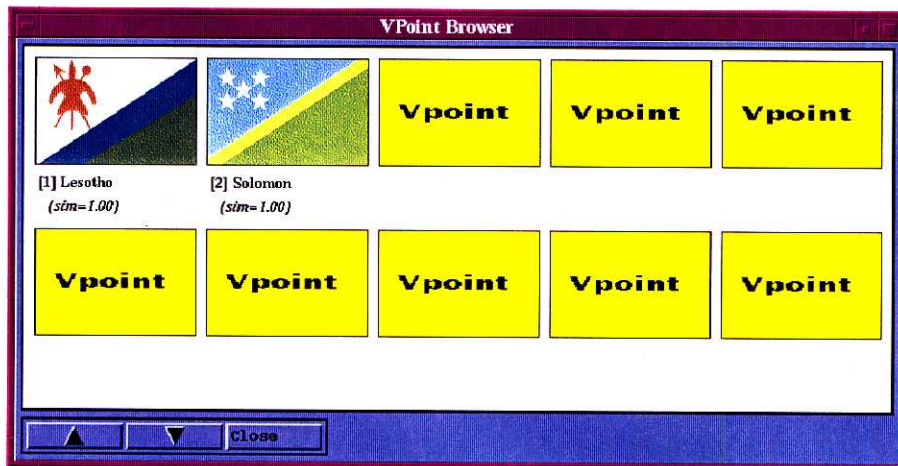 VPoint Browser
Vpoint Vpoint Vpoint
[1] Lesotho [2] Solomon
(sim=1.00) (sim=1.00)
Vpoint Vpoint Vpoint Vpoint Vpoint
Close